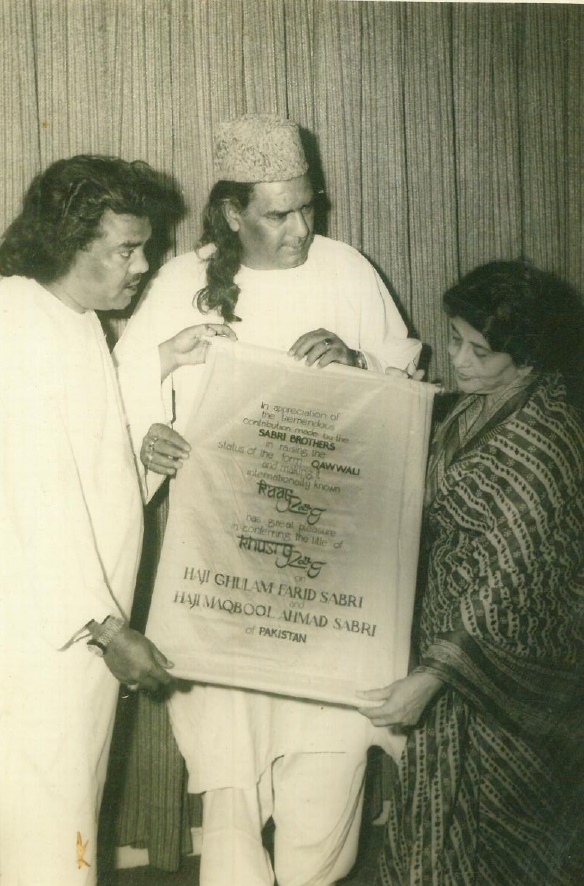 In appreciation of
the tremendous
contribution made by the
SABRI BROTHERS
in raising the
status of the form QAWWALI
and making it
internationally known
Raag
has great pleasure
in conferring the title of
Khusru
on
HAJI GHULAM FARID SABRI
and
HAJI MAQBOOL AHMAD SABRI
of PAKISTAN